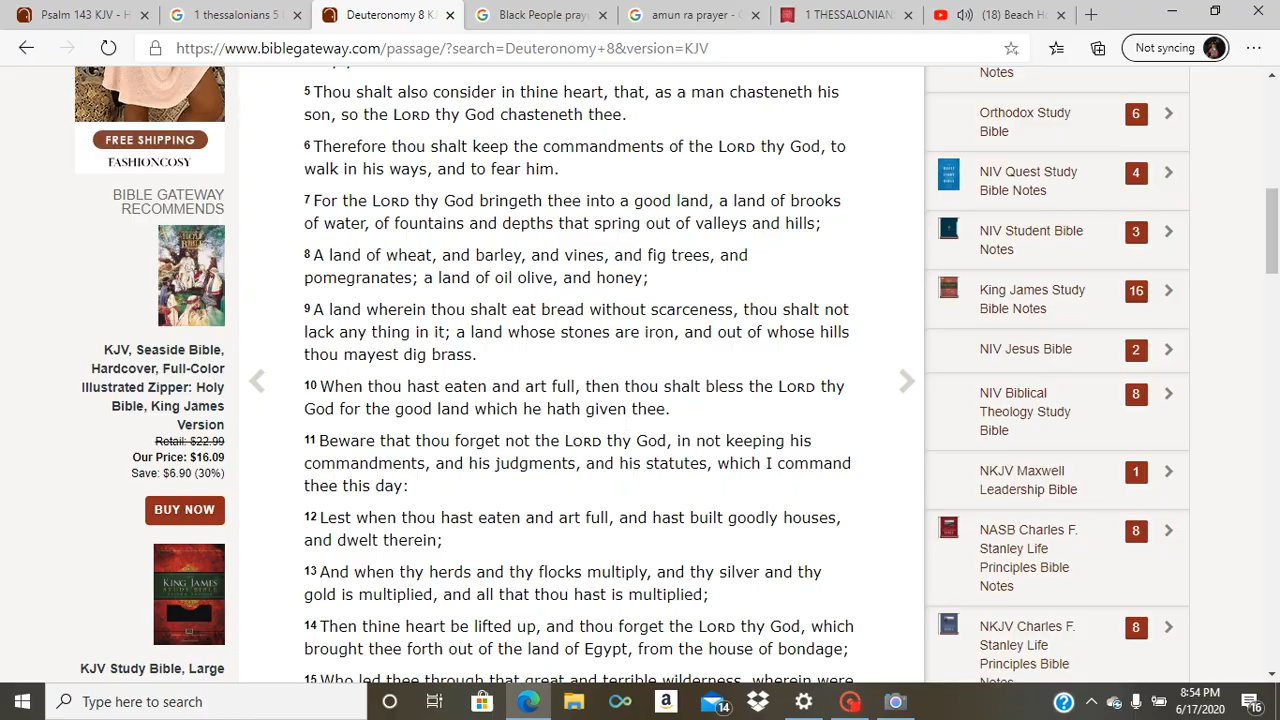 Psalm 143 KJV - H
1 thessalonians 5
Deuteronomy 8 KJ
Black People pray
amun ra prayer - G
1 THESSALONIAN
(18) Beach H
https://www.biblegateway.com/passage/?search=Deuteronomy+8&version=KJV
Not syncing
FREE SHIPPING
FASHIONCOSY
BIBLE GATEWAY
RECOMMENDS
KJV, Seaside Bible,
Hardcover, Full-Color
Illustrated Zipper: Holy
Bible, King James
Version
Retail: $22.99
Our Price: $16.09
Save: $6.90 (30%)
BUY NOW
KING JAMES
STUDY BIBLE
KJV Study Bible, Large
5 Thou shalt also consider in thine heart, that, as a man chasteneth his
son, so the LORD thy God chasteneth thee.
6 Therefore thou shalt keep the commandments of the LORD thy God, to
walk in his ways, and to fear him.
7 For the LORD thy God bringeth thee into a good land, a land of brooks
of water, of fountains and depths that spring out of valleys and hills;
8 A land of wheat, and barley, and vines, and fig trees, and
pomegranates; a land of oil olive, and honey;
9 A land wherein thou shalt eat bread without scarceness, thou shalt not
lack any thing in it; a land whose stones are iron, and out of whose hills
thou mayest dig brass.
10 When thou hast eaten and art full, then thou shalt bless the LORD thy
God for the good land which he hath given thee.
11 Beware that thou forget not the LORD thy God, in not keeping his
commandments, and his judgments, and his statutes, which I command
thee this day:
12 Lest when thou hast eaten and art full, and hast built goodly houses,
and dwelt therein;
13 And when thy herds and thy flocks multiply, and thy silver and thy
gold is multiplied, and all that thou hast is multiplied;
14 Then thine heart be lifted up, and thou forget the LORD thy God, which
brought thee forth out of the land of Egypt, from the house of bondage;
15 Who led thee through that great and terrible wilderness, wherein were
Notes
Orthodox Study
Bible
6
NIV Quest Study
Bible Notes
4
NIV Student Bible
Notes
3
King James Study
Bible Notes
16
NIV Jesus Bible
2
NIV Biblical
Theology Study
Bible
8
NKJV Maxwell
Leadership Bible
1
NASB Charles F.
Stanley Life
Principles Bible
Notes
8
NKJV Charles F.
Stanley Life
Principles Bible
Notes
8
Type here to search
14
8:54 PM
6/17/2020
16